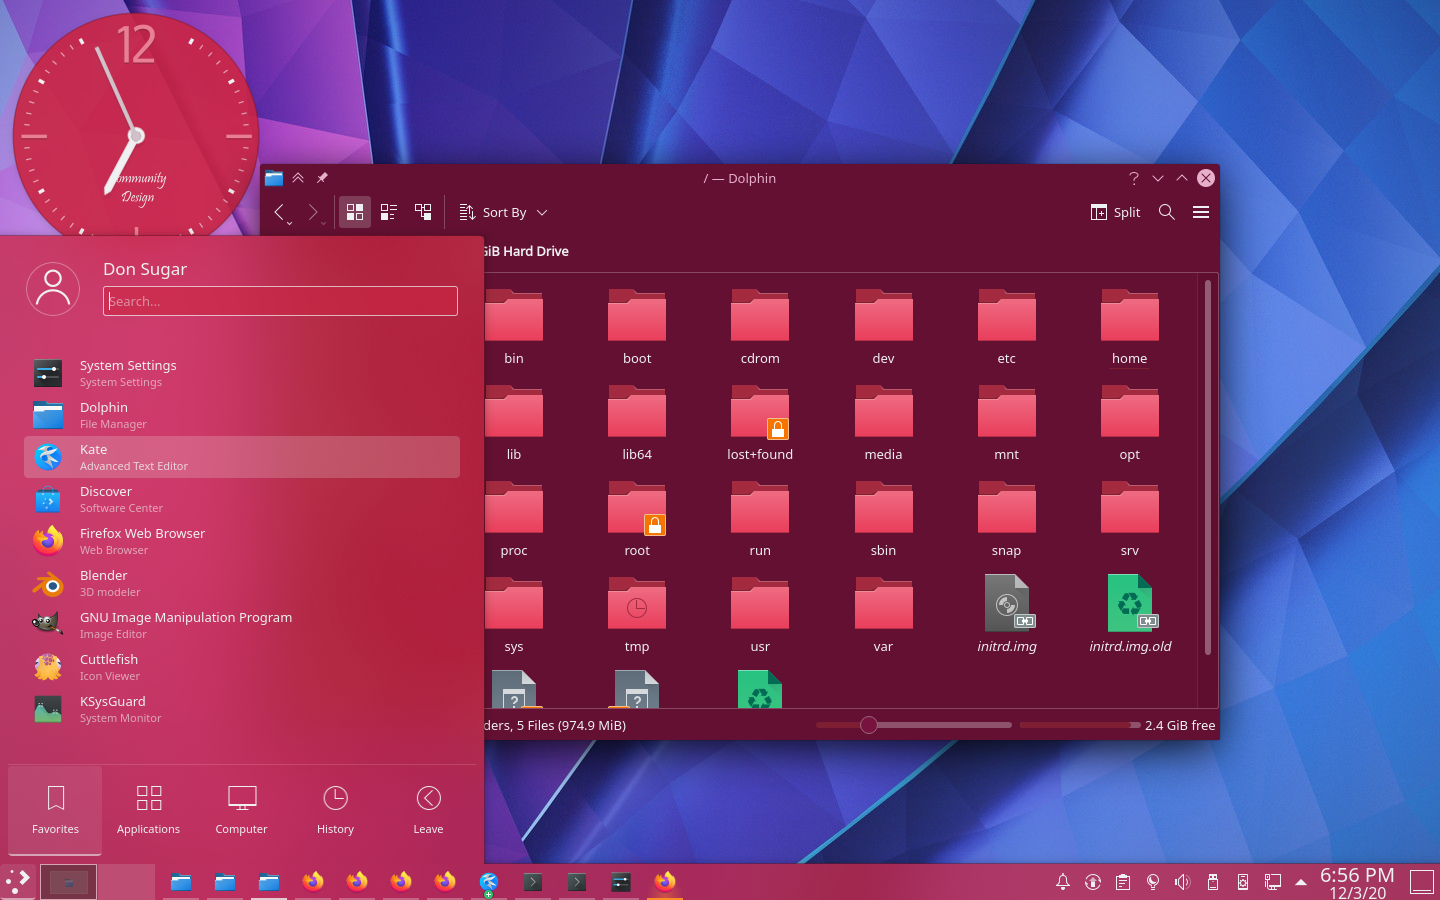 12
Community
Design
/ — Dolphin
Sort By
Split
GiB Hard Drive
Don Sugar
Search...
System Settings
System Settings
Dolphin
File Manager
Kate
Advanced Text Editor
Discover
Software Center
Firefox Web Browser
Web Browser
Blender
3D modeler
GNU Image Manipulation Program
Image Editor
Cuttlefish
Icon Viewer
KSysGuard
System Monitor
Favorites
Applications
Computer
History
Leave
bin boot cdrom dev etc home
lib lib64 lost+found media mnt opt
proc root run sbin snap srv
sys tmp usr var initrd.img initrd.img.old
ders, 5 Files (974.9 MiB)
2.4 GiB free
6:56 PM
12/3/20